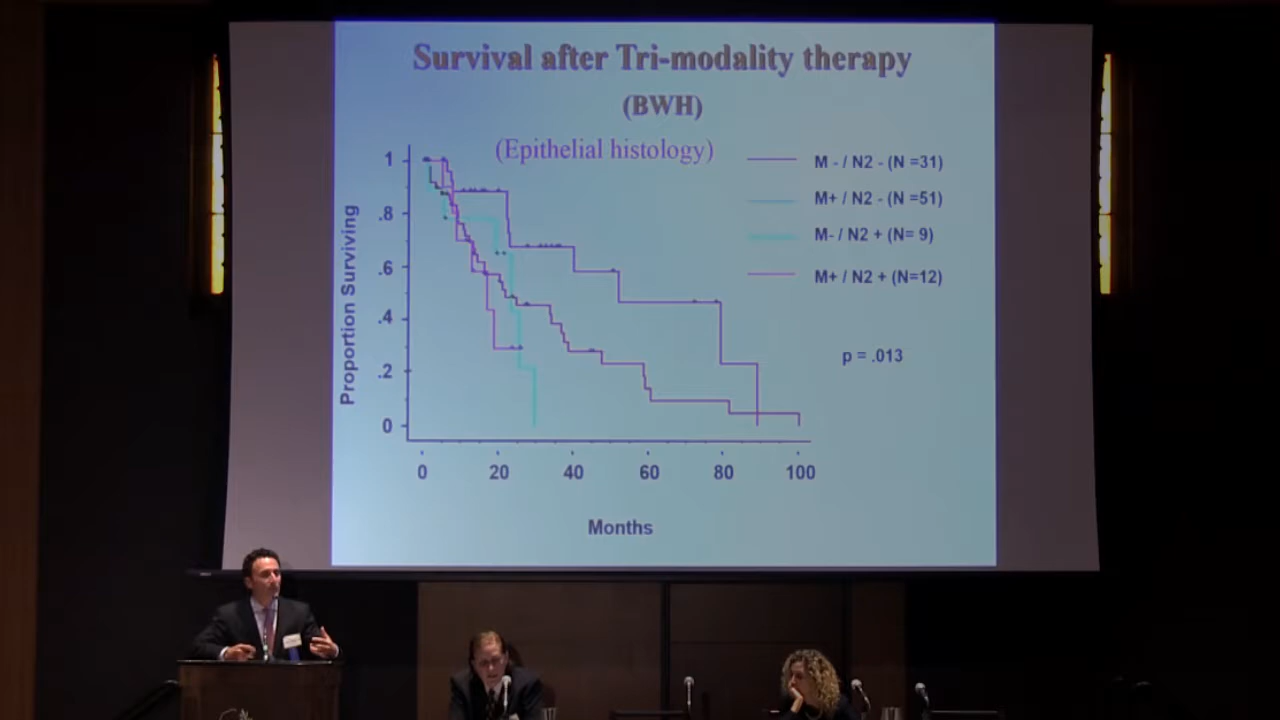 Survival after Tri-modality therapy
(BWH)
(Epithelial histology)
M - / N2 - (N =31)
M+ / N2 - (N =51)
M- / N2 + (N= 9)
M+ / N2 + (N=12)
p = .013
Proportion Surviving
1
.8
.6
.4
.2
0
0 20 40 60 80 100
Months